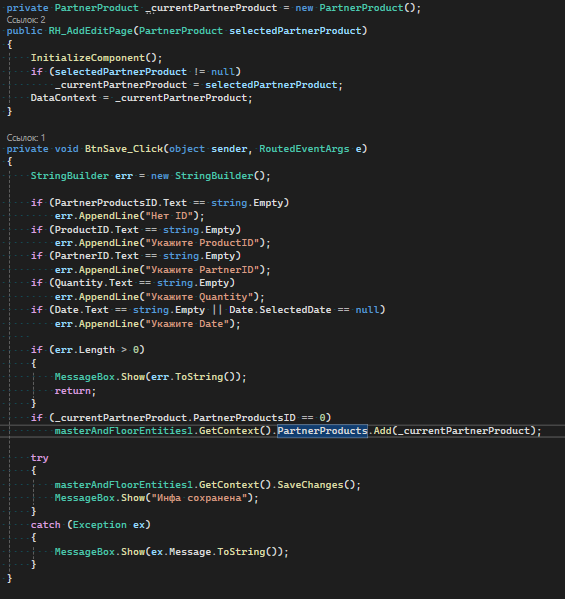 private PartnerProduct _currentPartnerProduct = new PartnerProduct();
Ссылок: 2
public RH_AddEditPage(PartnerProduct selectedPartnerProduct)
{
InitializeComponent();
if (selectedPartnerProduct != null)
_currentPartnerProduct = selectedPartnerProduct;
DataContext = _currentPartnerProduct;
}
Ссылок: 1
private void BtnSave_Click(object sender, RoutedEventArgs e)
{
StringBuilder err = new StringBuilder();
if (PartnerProductsID.Text == string.Empty)
err.AppendLine("Нет ID");
if (ProductID.Text == string.Empty)
err.AppendLine("Укажите ProductID");
if (PartnerID.Text == string.Empty)
err.AppendLine("Укажите PartnerID");
if (Quantity.Text == string.Empty)
err.AppendLine("Укажите Quantity");
if (Date.Text == string.Empty || Date.SelectedDate == null)
err.AppendLine("Укажите Date");
if (err.Length > 0)
{
MessageBox.Show(err.ToString());
return;
}
if (_currentPartnerProduct.PartnerProductsID == 0)
masterAndFloorEntities1.GetContext().PartnerProducts.Add(_currentPartnerProduct);
try
{
masterAndFloorEntities1.GetContext().SaveChanges();
MessageBox.Show("Инфа сохранена");
}
catch (Exception ex)
{
MessageBox.Show(ex.Message.ToString());
}
}